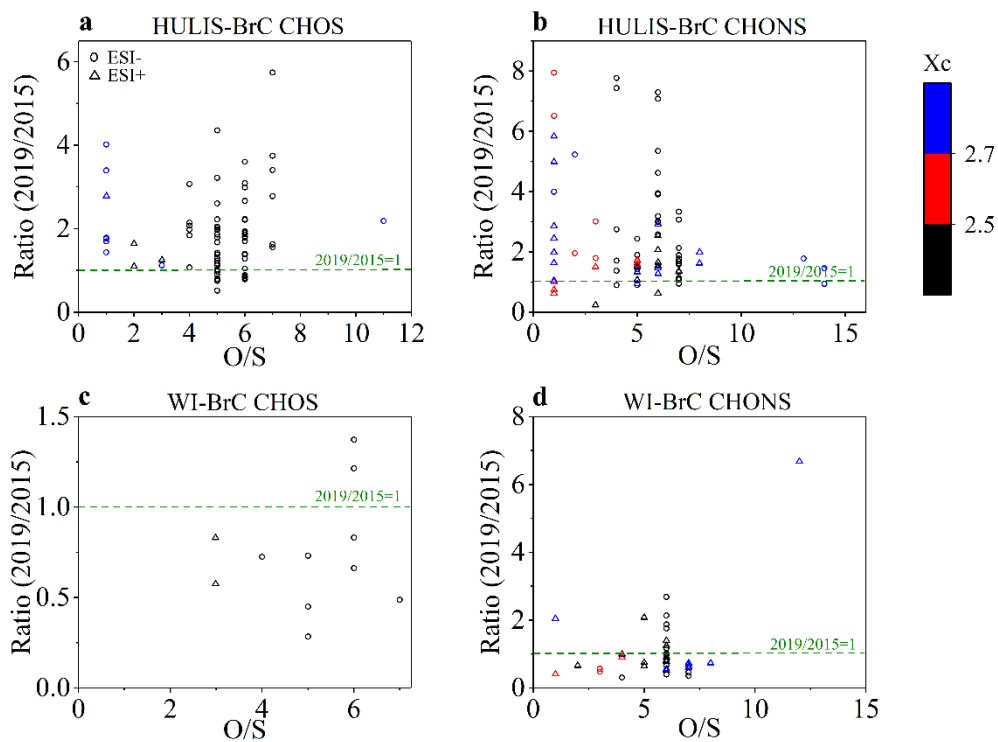 a HULIS-BrC CHOS
ESI-
ESI+
Ratio (2019/2015)
6
4
2
0
2019/2015=1
0 2 4 6 8 10 12
O/S
b HULIS-BrC CHONS
Ratio (2019/2015)
8
6
4
2
0
2019/2015=1
0 5 10 15
O/S
Xc
2.7
2.5
c WI-BrC CHOS
Ratio (2019/2015)
1.5
1.0
0.5
0.0
2019/2015=1
0 2 4 6
O/S
d WI-BrC CHONS
Ratio (2019/2015)
8
6
4
2
0
2019/2015=1
0 5 10 15
O/S